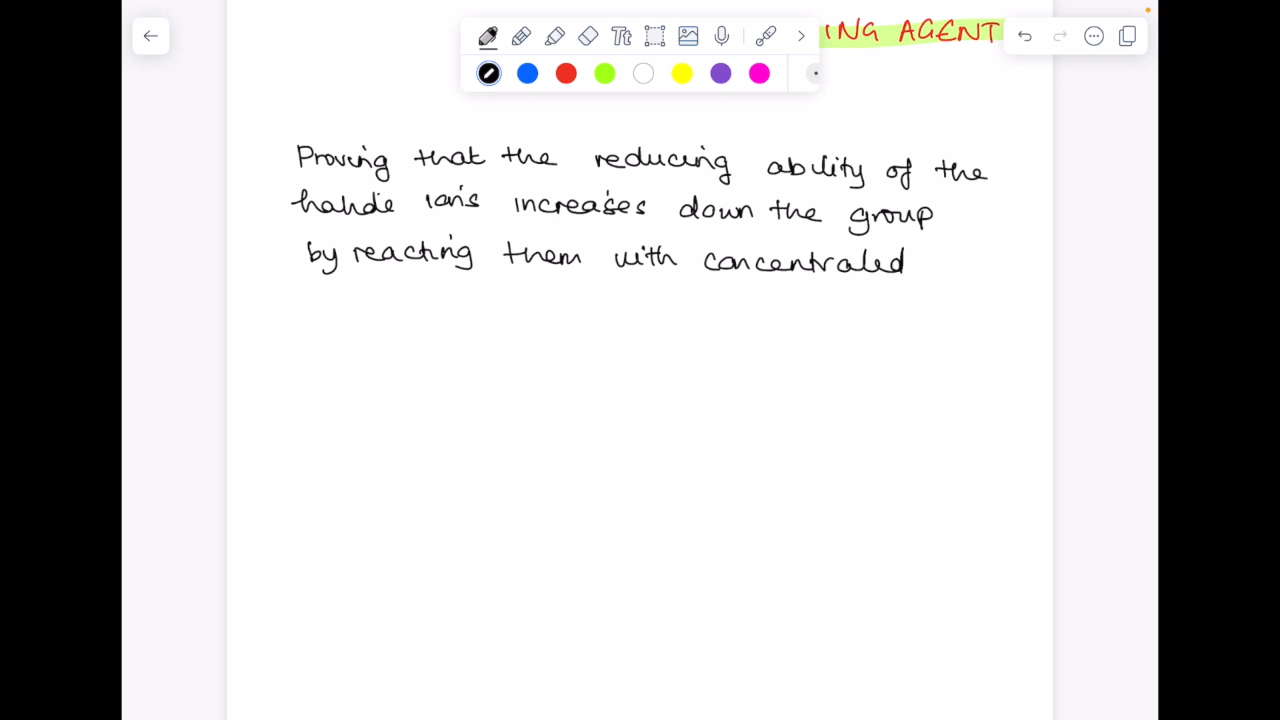 ING AGENT
Tt
Proving that the reducing ability of the
halide ions increases down the group
by reacting them with concentrated